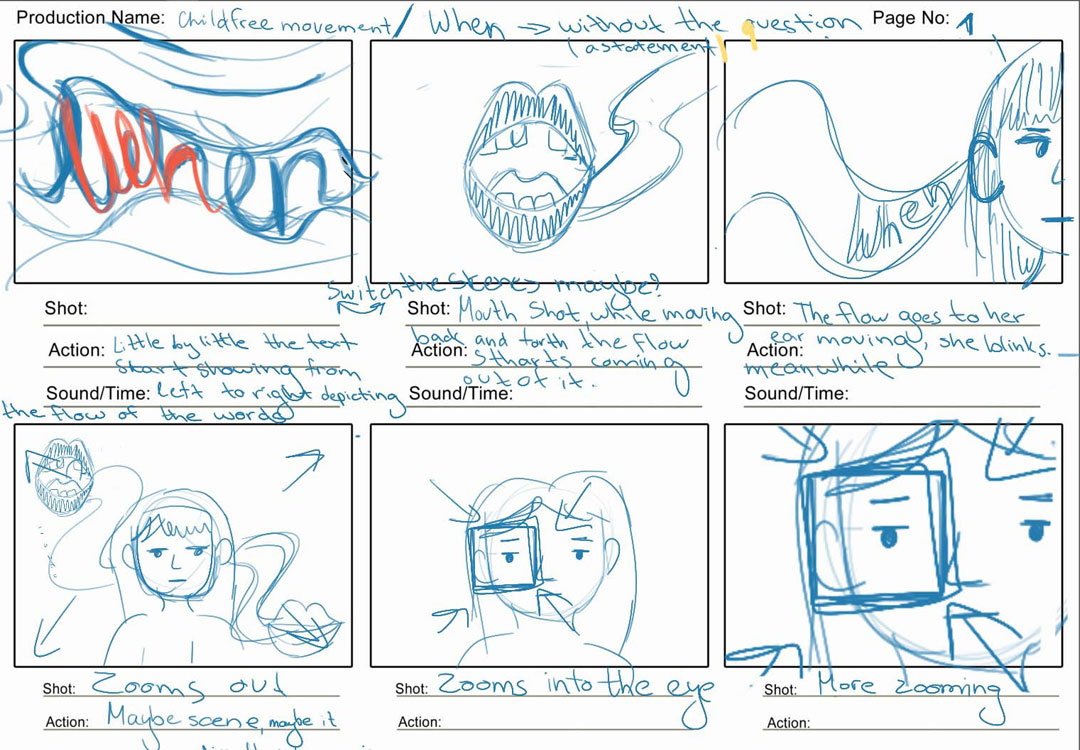 Production Name: Childfree movement / When → without the question Page No: 1
(a statement)
When
When
Switch the skenes maybe?
Shot:
Shot: Mouth Shot, while moving
Shot: The flow goes to her
Action: Little by little the text
back and forth the flow
Action: stharts coming
ear moving, she blinks.
Action: meanwhile
start showing from
out of it.
Sound/Time: left to right depicting
Sound/Time:
Sound/Time:
the flow of the words
Shot: Zooms out
Shot: Zooms into the eye
Shot: More zooming
Action: Maybe scene, maybe it
Action:
Action: